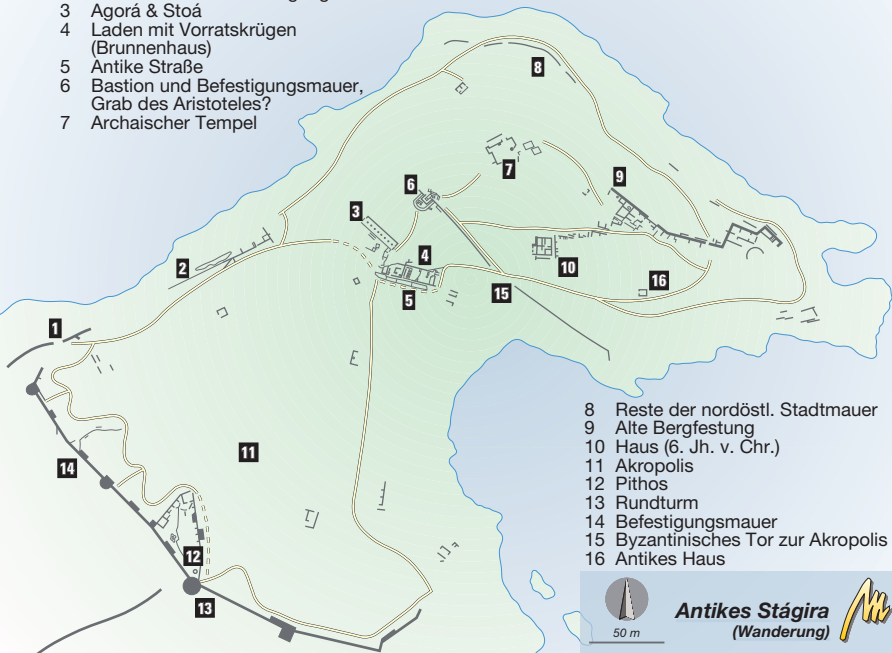 3 Agorá & Stoá
4 Laden mit Vorratskrügen
(Brunnenhaus)
5 Antike Straße
6 Bastion und Befestigungsmauer,
Grab des Aristoteles?
7 Archaischer Tempel
8
7
9
6
3
4
2
10
16
5
15
1
11
14
12
13
8 Reste der nordöstl. Stadtmauer
9 Alte Bergfestung
10 Haus (6. Jh. v. Chr.)
11 Akropolis
12 Pithos
13 Rundturm
14 Befestigungsmauer
15 Byzantinisches Tor zur Akropolis
16 Antikes Haus
50 m
Antikes Stágira
(Wanderung)